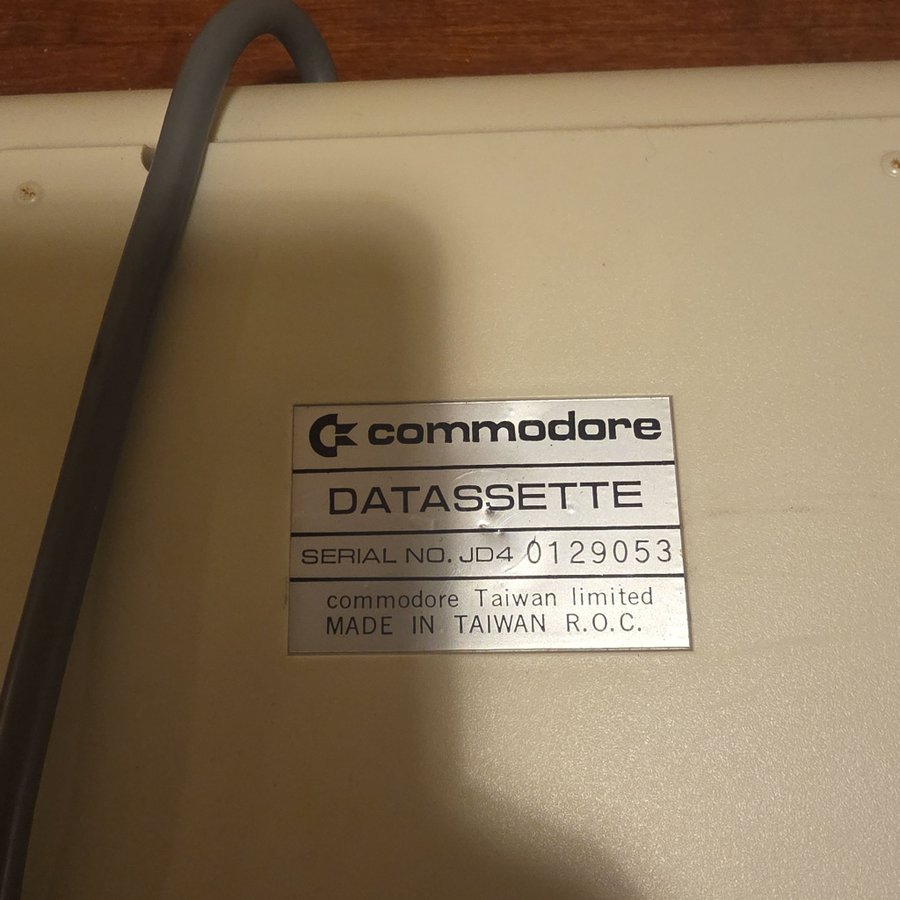 commodore
DATASSETTE
SERIAL NO. JD4 0129053
commodore Taiwan limited
MADE IN TAIWAN R.O.C.